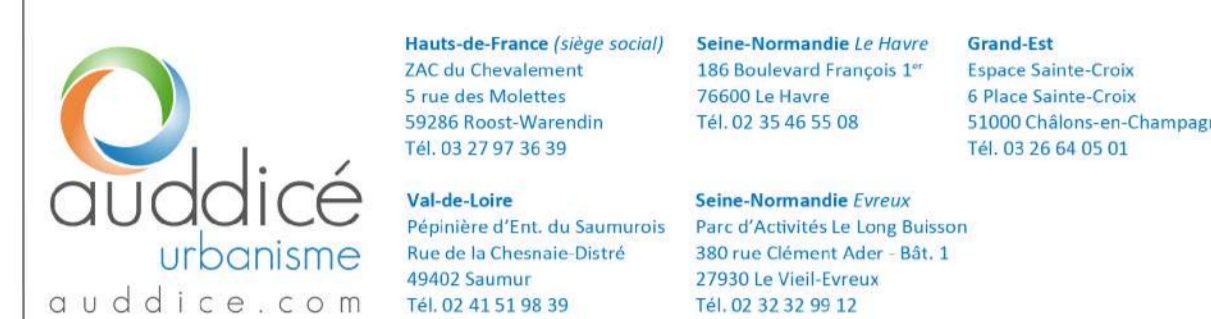 auddicé
urbanisme
auddice.com
Hauts-de-France (siège social)
ZAC du Chevalement
5 rue des Molettes
59286 Roost-Warendin
Tél. 03 27 97 36 39
Seine-Normandie Le Havre
186 Boulevard François 1er
76600 Le Havre
Tél. 02 35 46 55 08
Grand-Est
Espace Sainte-Croix
6 Place Sainte-Croix
51000 Châlons-en-Champagn
Tél. 03 26 64 05 01
Val-de-Loire
Pépinière d'Ent. du Saumurois
Rue de la Chesnaie-Distré
49402 Saumur
Tél. 02 41 51 98 39
Seine-Normandie Evreux
Parc d'Activités Le Long Buisson
380 rue Clément Ader - Bât. 1
27930 Le Vieil-Evreux
Tél. 02 32 32 99 12